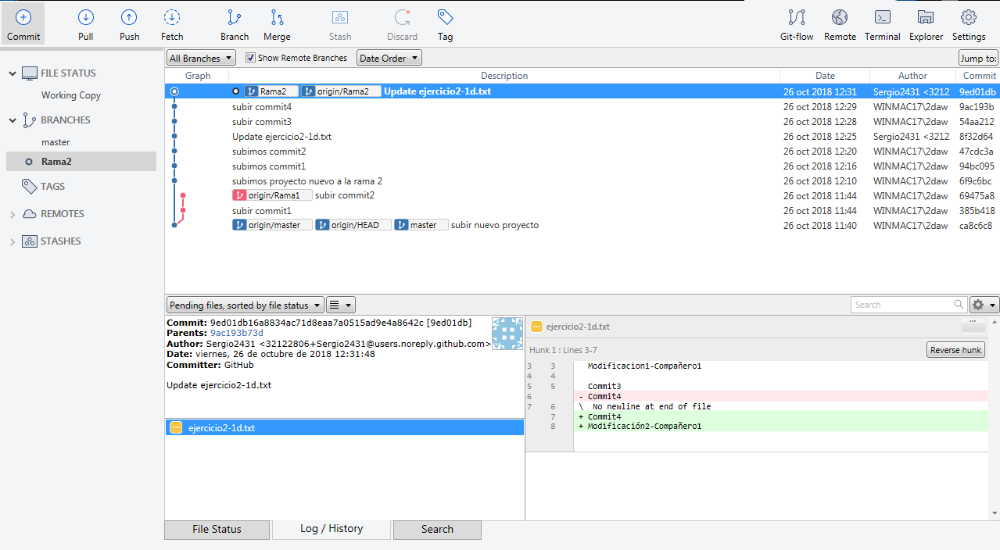 Commit Pull Push Fetch Branch Merge Stash Discard Tag Git-flow Remote Terminal Explorer Settings
FILE STATUS
Working Copy
BRANCHES
master
Rama2
TAGS
REMOTES
STASHES
All Branches Show Remote Branches Date Order Jump to:
Graph Description Date Author Commit
Rama2 origin/Rama2 Update ejercicio2-1d.txt 26 oct 2018 12:31 Sergio2431 <3212 9ed01db
subir commit4 26 oct 2018 12:29 WINMAC17\2daw 9ac193b
subir commit3 26 oct 2018 12:28 WINMAC17\2daw 54aa212
Update ejercicio2-1d.txt 26 oct 2018 12:25 Sergio2431 <3212 8f32d64
subimos commit2 26 oct 2018 12:20 WINMAC17\2daw 47cdc3a
subimos commit1 26 oct 2018 12:16 WINMAC17\2daw 94bc095
subimos proyecto nuevo a la rama 2 26 oct 2018 12:10 WINMAC17\2daw 6f9c6bc
origin/Rama1 subir commit2 26 oct 2018 11:44 WINMAC17\2daw 69475a8
subir commit1 26 oct 2018 11:44 WINMAC17\2daw 385b418
origin/master origin/HEAD master subir nuevo proyecto 26 oct 2018 11:40 WINMAC17\2daw ca8c6c8
Pending files, sorted by file status Search
Commit: 9ed01db16a8834ac71d8eaa7a0515ad9e4a8642c [9ed01db]
Parents: 9ac193b73d
Author: Sergio2431 <32122806+Sergio2431@users.noreply.github.com>
Date: viernes, 26 de octubre de 2018 12:31:48
Committer: GitHub
Update ejercicio2-1d.txt
ejercicio2-1d.txt
ejercicio2-1d.txt
Hunk 1 : Lines 3-7 Reverse hunk
3 3 Modificacion1-Compañero1
4 4
5 5 Commit3
6 - Commit4
7 6 \ No newline at end of file
7 + Commit4
8 + Modificación2-Compañero1
File Status Log / History Search